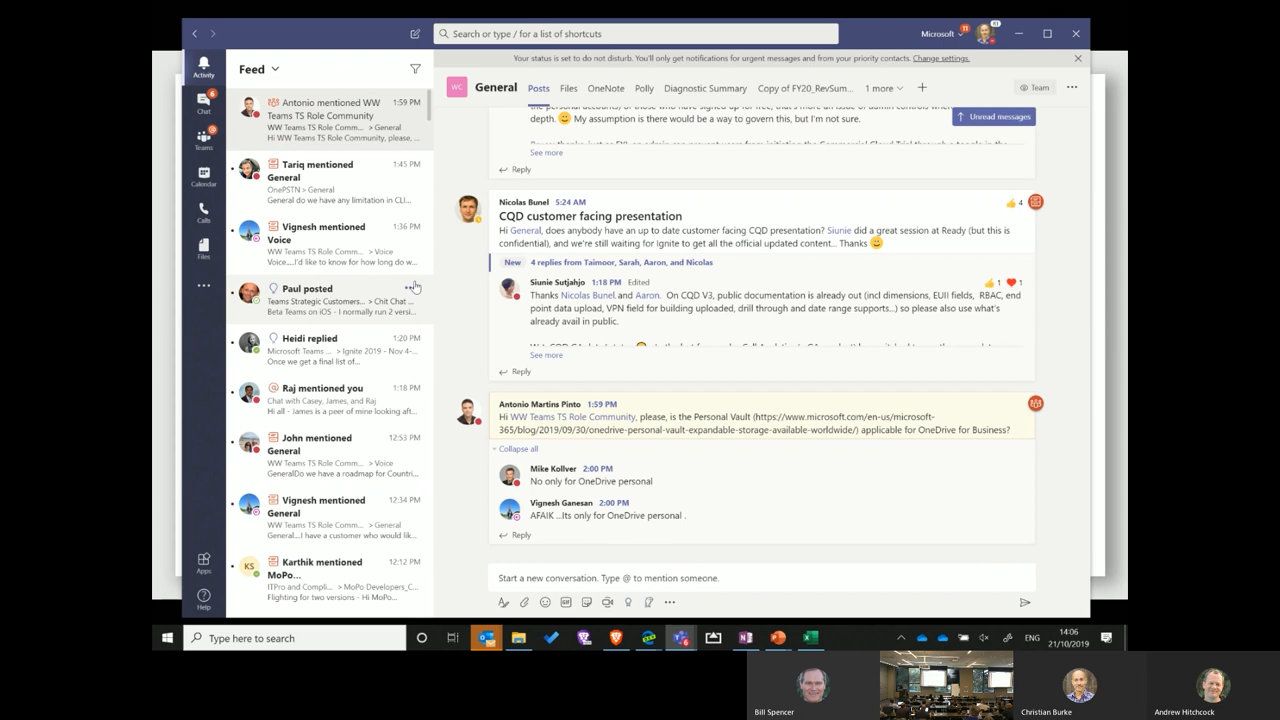 Search or type / for a list of shortcuts
Microsoft
11
Your status is set to do not disturb. You'll only get notifications for urgent messages and from your priority contacts. Change settings.
Activity
6
Chat
Teams
Calendar
Calls
Files
Apps
Help
Feed
Antonio mentioned WW
Teams TS Role Community
1:59 PM
WW Teams TS Role Comm... > General
Hi WW Teams TS Role Community, please, ...
Tariq mentioned
General
1:45 PM
OnePSTN > General
General do we have any limitation in CLI...
Vignesh mentioned
Voice
1:36 PM
WW Teams TS Role Comm... > Voice
Voice....I'd like to know for how long do w...
Paul posted
Teams Strategic Customers... > Chit Chat ...
Beta Teams on iOS - I normally run 2 versi...
Heidi replied
1:20 PM
Microsoft Teams ... > Ignite 2019 - Nov 4-...
Once we get a final list of...
Raj mentioned you
1:18 PM
Chat with Casey, James, and Raj
Hi all - James is a peer of mine looking aft...
John mentioned
General
12:53 PM
WW Teams TS Role Comm... > Voice
GeneralDo we have a roadmap for Countri...
Vignesh mentioned
General
12:34 PM
WW Teams TS Role Comm... > General
General....I have a customer who would lik...
KS
Karthik mentioned
MoPo...
12:12 PM
ITPro and Compli... > MoPo Developers_C...
Flighting for two versions - Hi MoPo...
WC
General
Posts
Files
OneNote
Polly
Diagnostic Summary
Copy of FY20_RevSum...
1 more
Team
depth. My assumption is there would be a way to govern this, but I'm not sure.
Unread messages
See more
Reply
Nicolas Bunel 5:24 AM
4
CQD customer facing presentation
Hi General, does anybody have an up to date customer facing CQD presentation? Siunie did a great session at Ready (but this is
confidential), and we're still waiting for Ignite to get all the official updated content... Thanks
New 4 replies from Taimoor, Sarah, Aaron, and Nicolas
Siunie Sutjahjo 1:18 PM Edited
1 1
Thanks Nicolas Bunel and Aaron. On CQD V3, public documentation is already out (incl dimensions, EUII fields, RBAC, end
point data upload, VPN field for building uploaded, drill through and date range supports...) so please also use what's
already avail in public.
See more
Reply
Antonio Martins Pinto 1:59 PM
Hi WW Teams TS Role Community, please, is the Personal Vault (https://www.microsoft.com/en-us/microsoft-
365/blog/2019/09/30/onedrive-personal-vault-expandable-storage-available-worldwide/) applicable for OneDrive for Business?
Collapse all
Mike Kollver 2:00 PM
No only for OneDrive personal
Vignesh Ganesan 2:00 PM
AFAIK ...Its only for OneDrive personal .
Reply
Start a new conversation. Type @ to mention someone.
GIF
Type here to search
ENG
14:06
21/10/2019
Bill Spencer
Christian Burke
Andrew Hitchcock